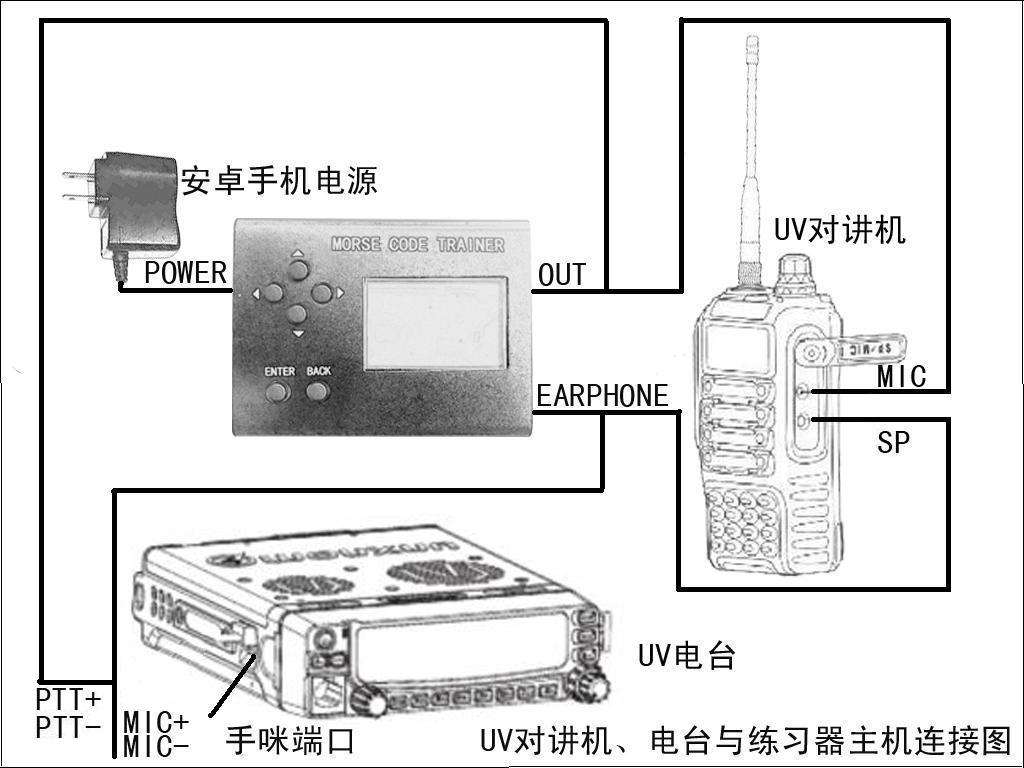 安卓手机电源
UV对讲机
MORSE CODE TRAINER
POWER
OUT
ENTER BACK
SP/MIC
MIC
EARPHONE
SP
UV电台
PTT+
PTT-
MIC+
MIC-
手咪端口
UV对讲机、电台与练习器主机连接图